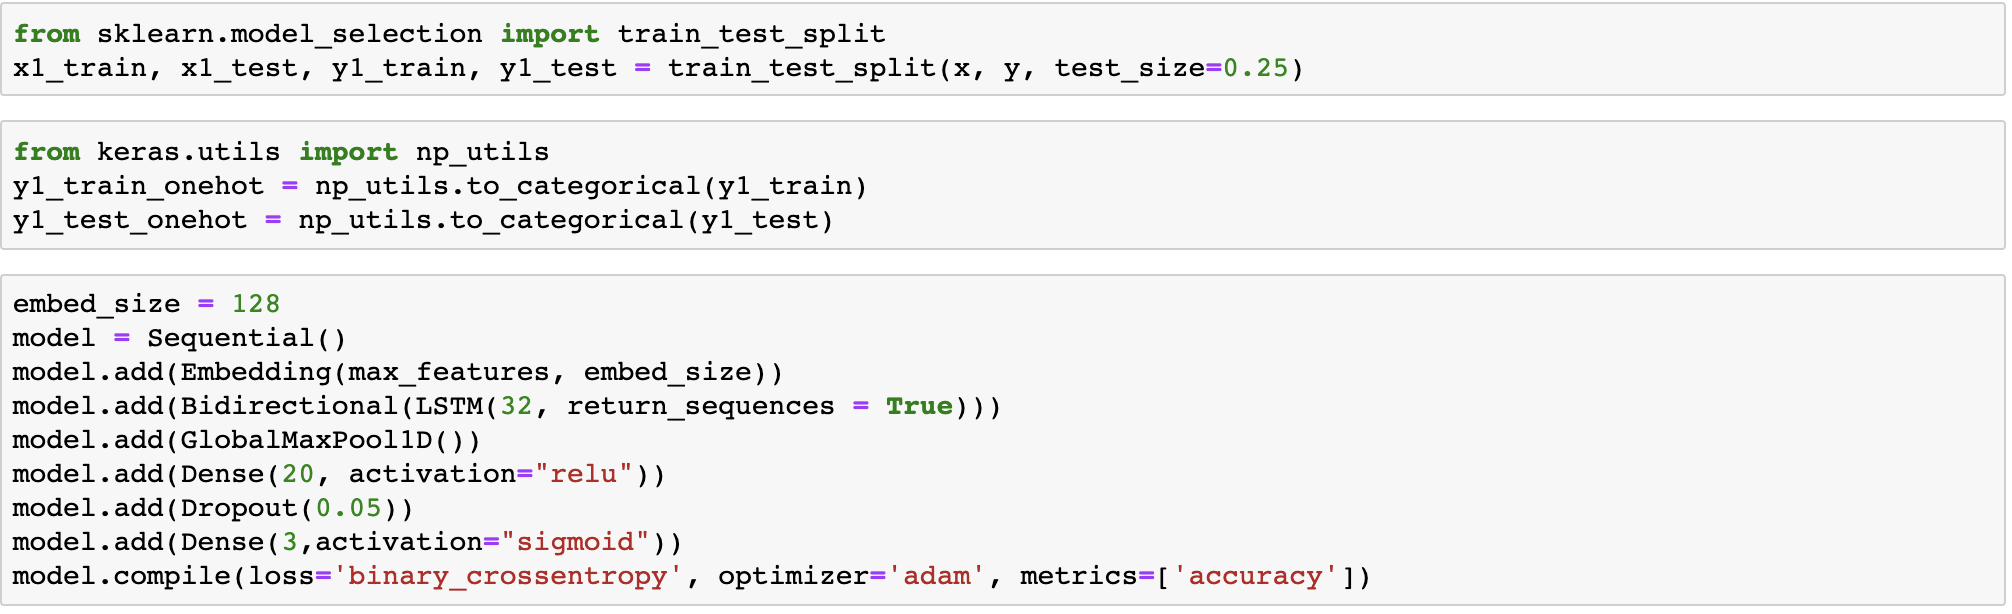 from sklearn.model_selection import train_test_split
x1_train, x1_test, y1_train, y1_test = train_test_split(x, y, test_size=0.25)
from keras.utils import np_utils
y1_train_onehot = np_utils.to_categorical(y1_train)
y1_test_onehot = np_utils.to_categorical(y1_test)
embed_size = 128
model = Sequential()
model.add(Embedding(max_features, embed_size))
model.add(Bidirectional(LSTM(32, return_sequences = True)))
model.add(GlobalMaxPool1D())
model.add(Dense(20, activation="relu"))
model.add(Dropout(0.05))
model.add(Dense(3,activation="sigmoid"))
model.compile(loss='binary_crossentropy', optimizer='adam', metrics=['accuracy'])